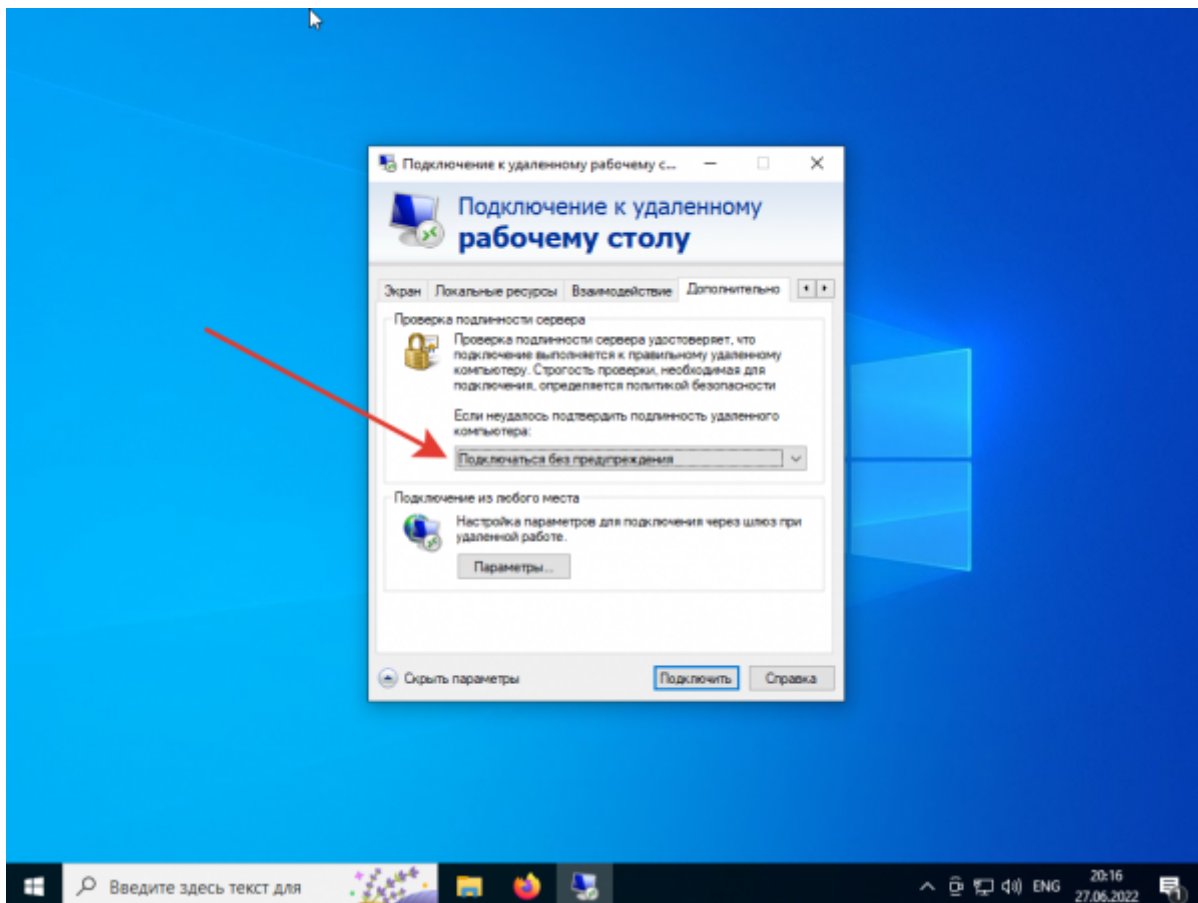 Подключение к удаленному рабочему с...
Подключение к удаленному
рабочему столу
Экран Локальные ресурсы Взаимодействие Дополнительно
Проверка подлинности сервера
Проверка подлинности сервера удостоверяет, что
подключение выполняется к правильному удаленному
компьютеру. Строгость проверки, необходимая для
подключения, определяется политикой безопасности
Если неудалось подтвердить подлинность удаленного
компьютера:
Подключаться без предупреждения
Подключение из любого места
Настройка параметров для подключения через шлюз при
удаленной работе.
Параметры...
Скрыть параметры Подключить Справка
Введите здесь текст для
ENG
20:16
27.06.2022
1